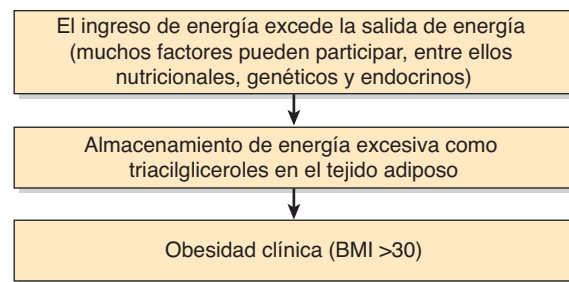 El ingreso de energía excede la salida de energía
(muchos factores pueden participar, entre ellos
nutricionales, genéticos y endocrinos)
Almacenamiento de energía excesiva como
triacilgliceroles en el tejido adiposo
Obesidad clínica (BMI >30)